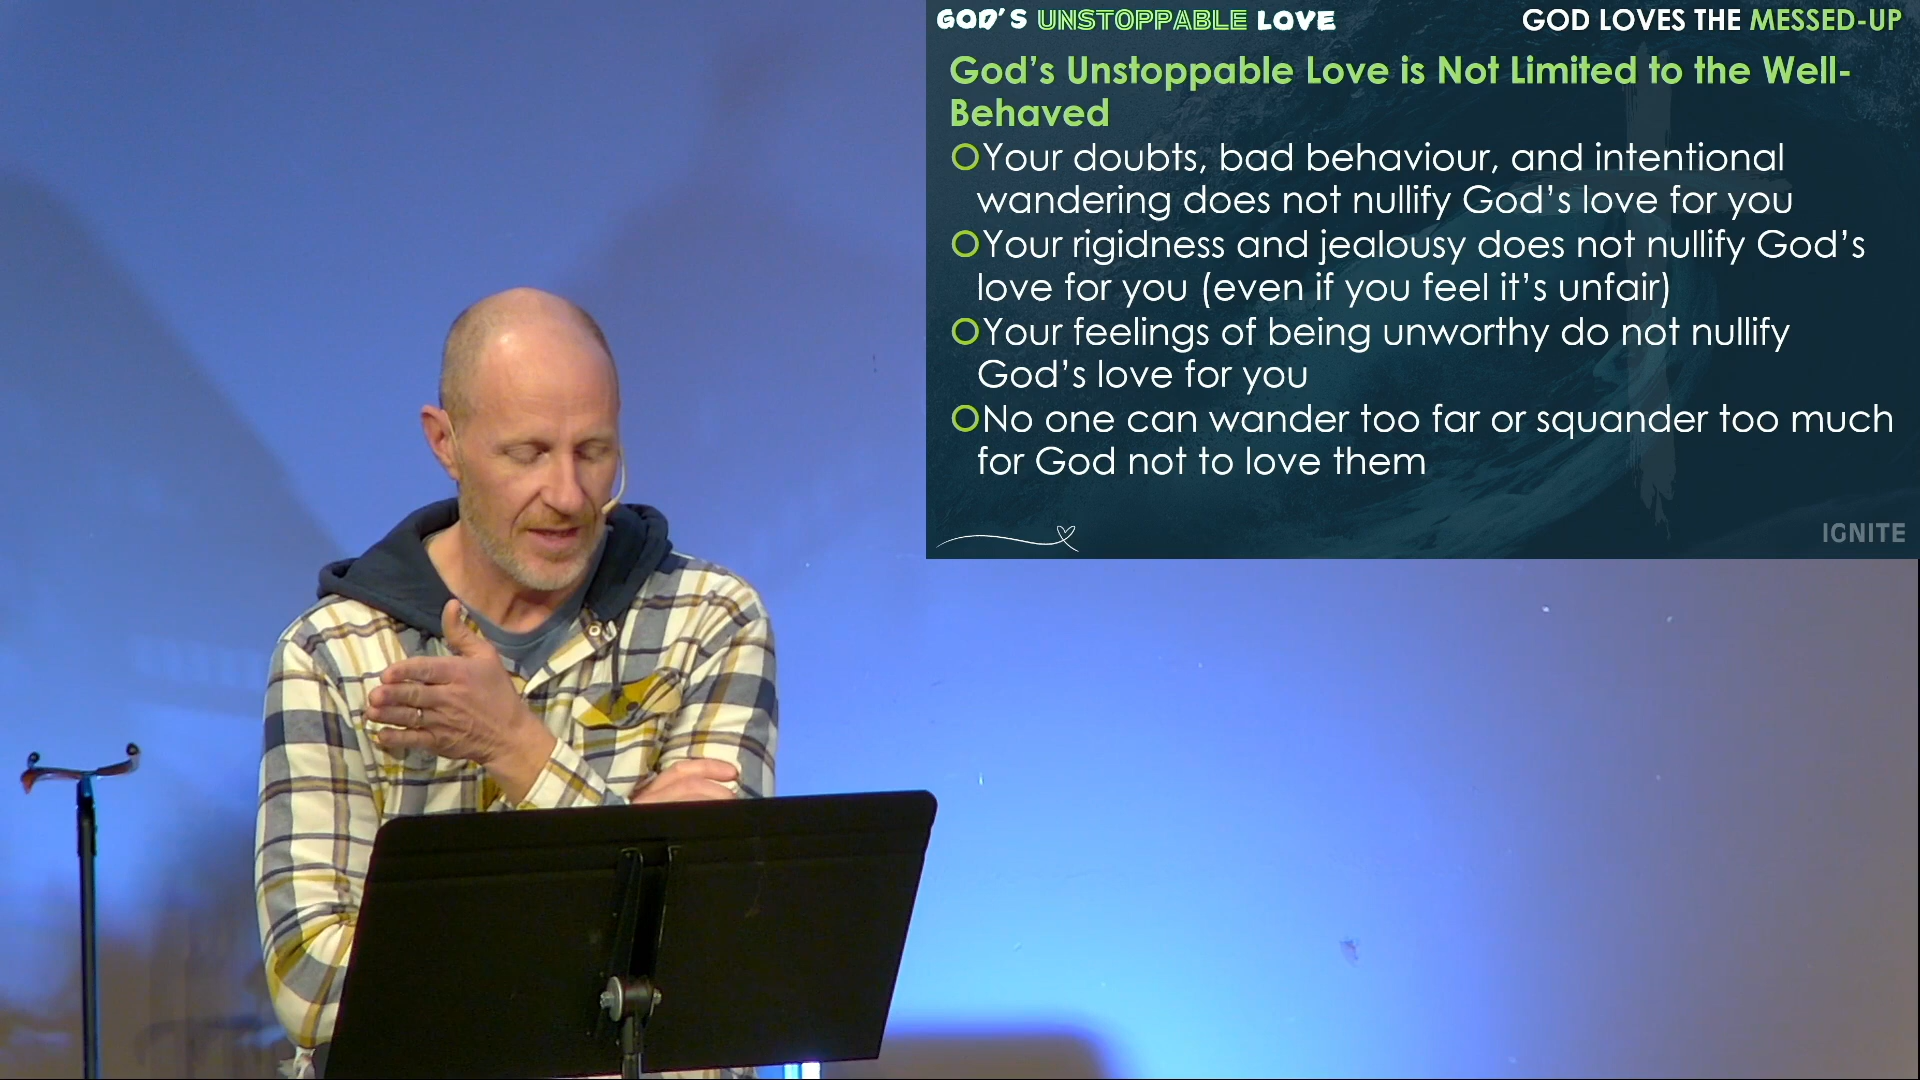 GOD'S UNSTOPPABLE LOVE
GOD LOVES THE MESSED-UP
God's Unstoppable Love is Not Limited to the Well-
Behaved
Your doubts, bad behaviour, and intentional
wandering does not nullify God's love for you
Your rigidness and jealousy does not nullify God's
love for you (even if you feel it's unfair)
Your feelings of being unworthy do not nullify
God's love for you
No one can wander too far or squander too much
for God not to love them
IGNITE